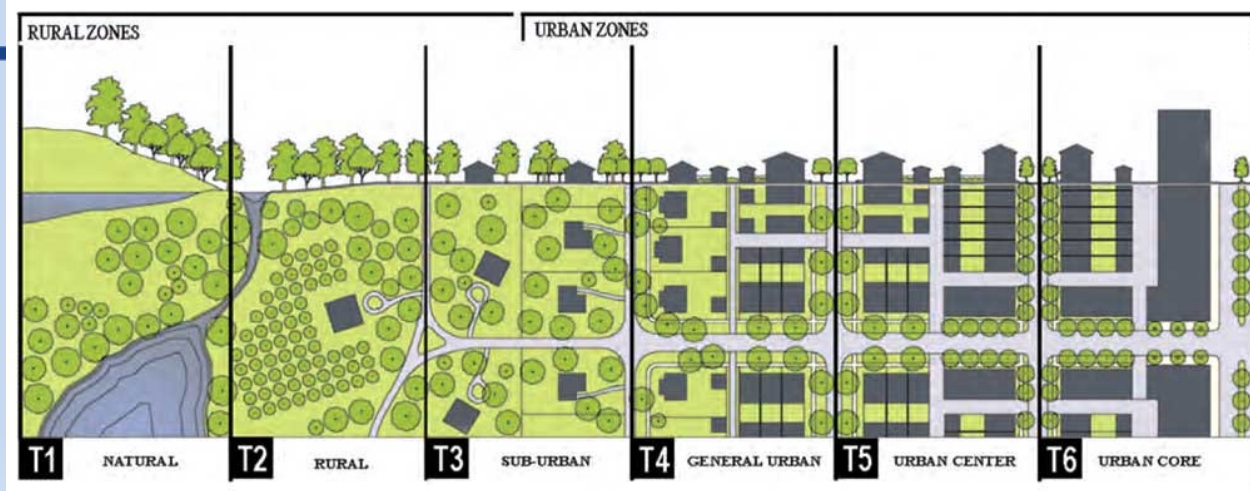 RURAL ZONES
URBAN ZONES
T1 NATURAL
T2 RURAL
T3 SUB-URBAN
T4 GENERAL URBAN
T5 URBAN CENTER
T6 URBAN CORE